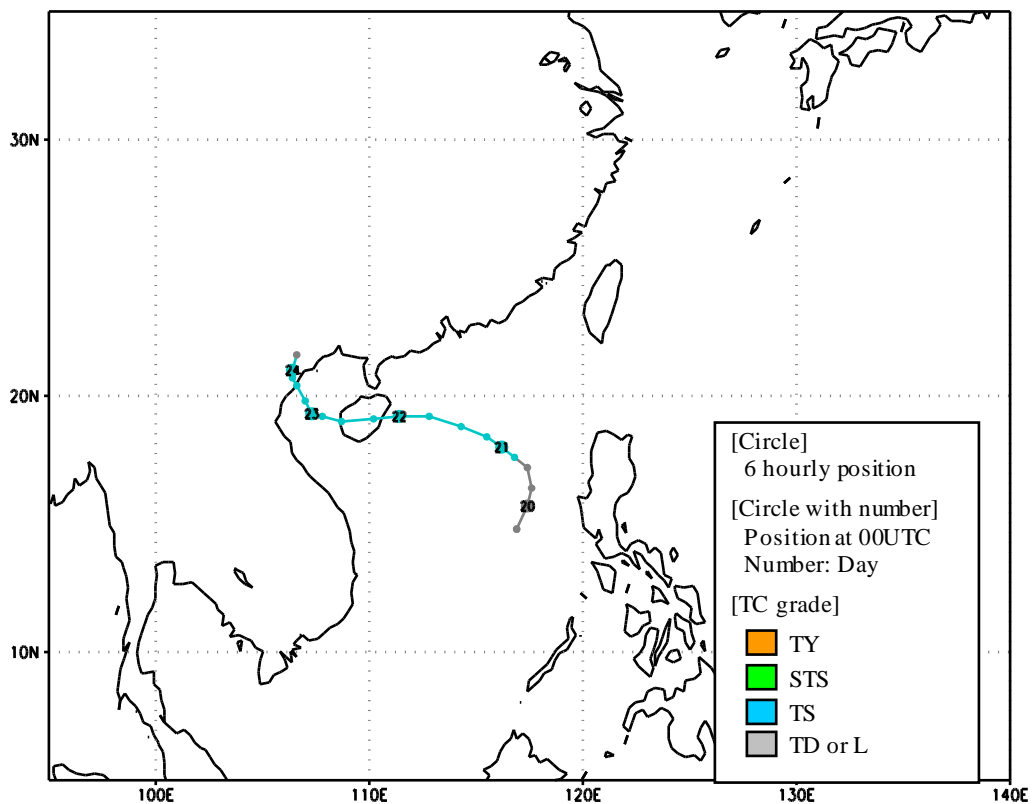 30N
24
20N
23
22
21
20
10N
[Circle]
6 hourly position
[Circle with number]
Position at 00UTC
Number: Day
[TC grade]
TY
STS
TS
TD or L
100E
110E
120E
130E
140E